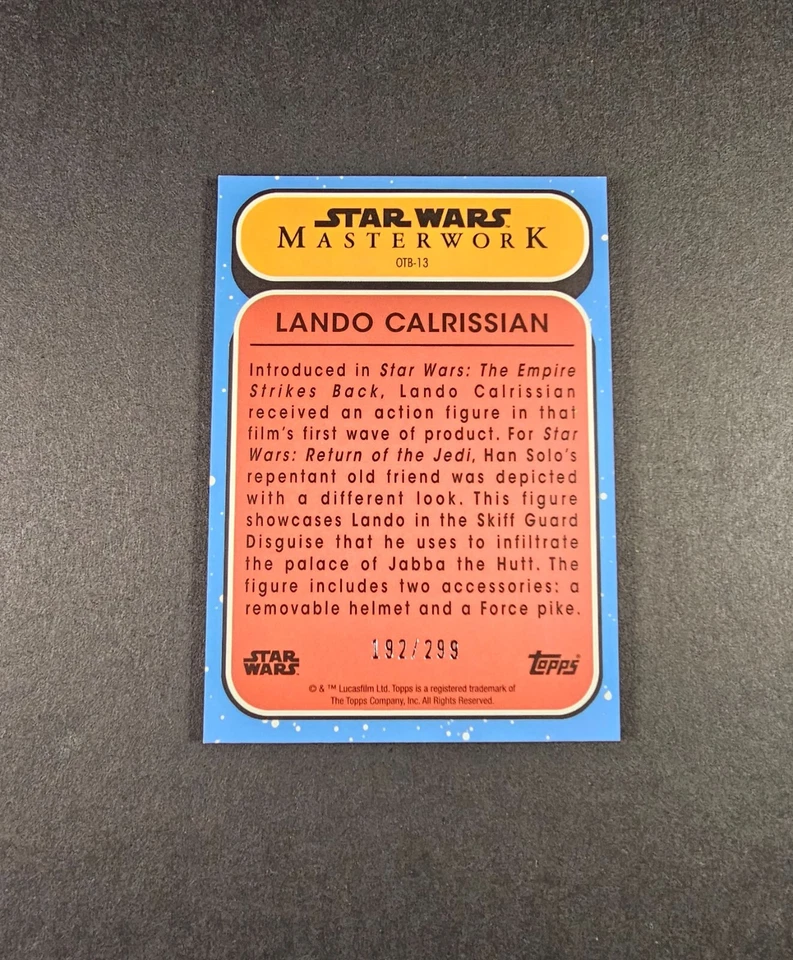 STAR WARS
MASTERWORK
OTB-13
LANDO CALRISSIAN
Introduced in Star Wars: The Empire
Strikes Back, Lando Calrissian
received an action figure in that
film's first wave of product. For Star
Wars: Return of the Jedi, Han Solo's
repentant old friend was depicted
with a different look. This figure
showcases Lando in the Skiff Guard
Disguise that he uses to infiltrate
the palace of Jabba the Hutt. The
figure includes two accessories: a
removable helmet and a Force pike.
192/299
STAR
WARS
Topps®
© & ™ Lucasfilm Ltd. Topps is a registered trademark of
The Topps Company, Inc. All Rights Reserved.